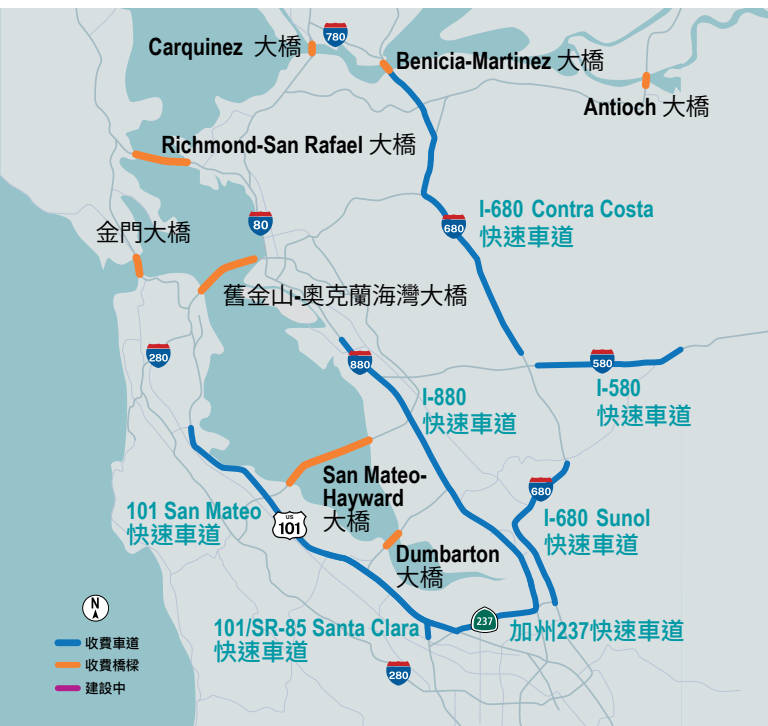 780
Carquinez 大橋
Benicia-Martinez 大橋
Antioch 大橋
Richmond-San Rafael 大橋
I-680 Contra Costa
快速車道
80
680
金門大橋
舊金山-奧克蘭海灣大橋
280
880
580
I-880
快速車道
I-580
快速車道
San Mateo-
Hayward
大橋
680
101 San Mateo
快速車道
US
101
I-680 Sunol
快速車道
Dumbarton
大橋
N
101/SR-85 Santa Clara
快速車道
237
加州237快速車道
280
收費車道
收費橋樑
建設中